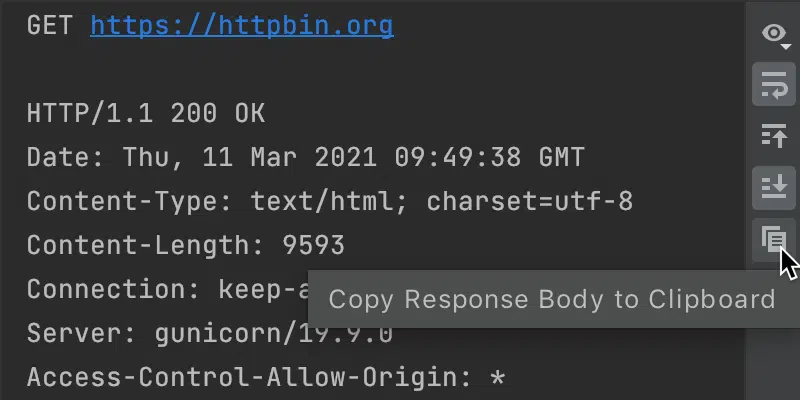 GET https://httpbin.org
HTTP/1.1 200 OK
Date: Thu, 11 Mar 2021 09:49:38 GMT
Content-Type: text/html; charset=utf-8
Content-Length: 9593
Connection: keep-a
Copy Response Body to Clipboard
Server: gunicorn/19.9.0
Access-Control-Allow-Origin: *